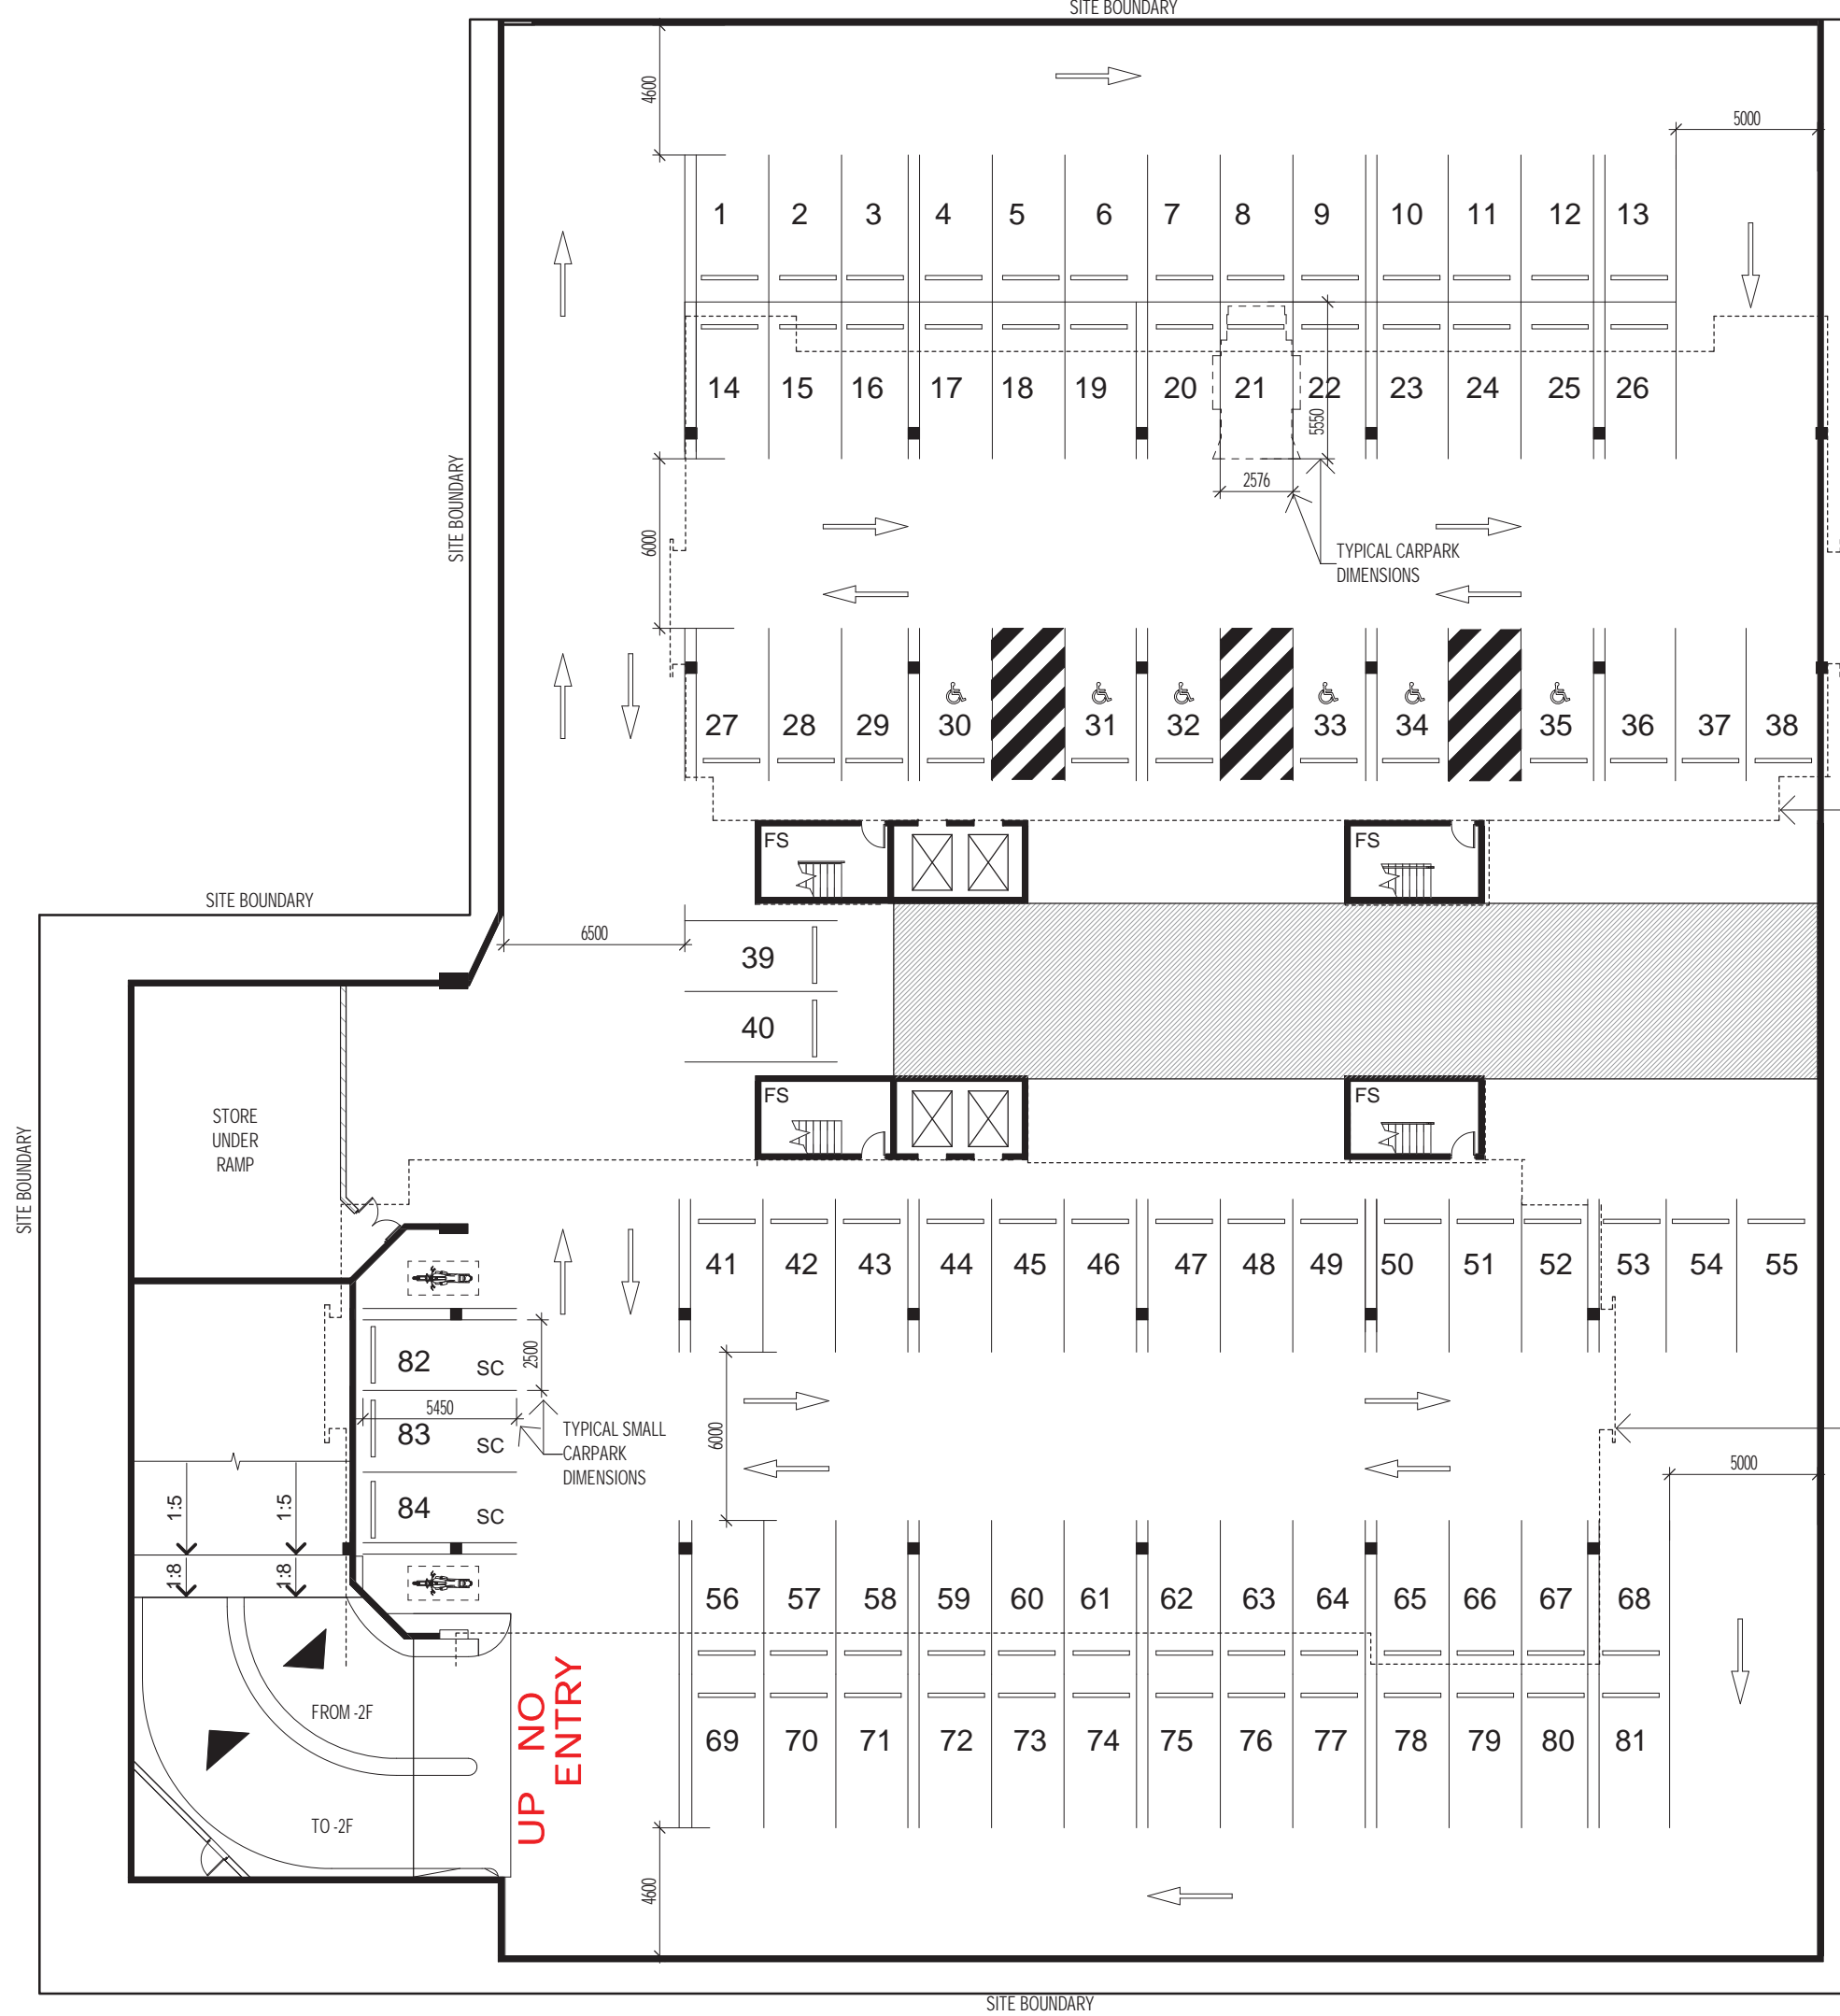 SITE BOUNDARY
4600
5000
1 2 3 4 5 6 7 8 9 10 11 12 13
14 15 16 17 18 19 20 21 22 23 24 25 26
5550
2576
SITE BOUNDARY
6000
TYPICAL CARPARK
DIMENSIONS
27 28 29 30 31 32 33 34 35 36 37 38
FS
FS
SITE BOUNDARY
6500
39
40
FS
FS
STORE
UNDER
RAMP
SITE BOUNDARY
41 42 43 44 45 46 47 48 49 50 51 52 53 54 55
82 SC
2500
5450
83 SC
TYPICAL SMALL
CARPARK
DIMENSIONS
6000
5000
84 SC
1:5
1:5
1:8
1:8
56 57 58 59 60 61 62 63 64 65 66 67 68
FROM -2F
UP NO
ENTRY
69 70 71 72 73 74 75 76 77 78 79 80 81
TO -2F
4600
SITE BOUNDARY